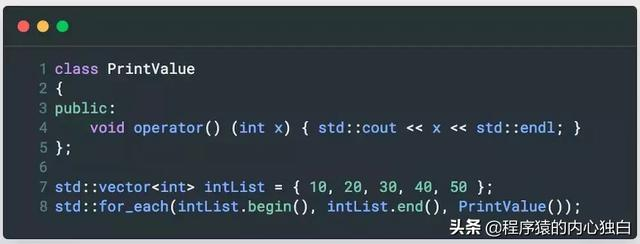 1 class PrintValue
2 {
3 public:
4     void operator() (int x) { std::cout << x << std::endl; }
5 };
6
7 std::vector<int> intList = { 10, 20, 30, 40, 50 };
8 std::for_each(intList.begin(), intList.end(), PrintValue());
头条 @程序猿的内心独白